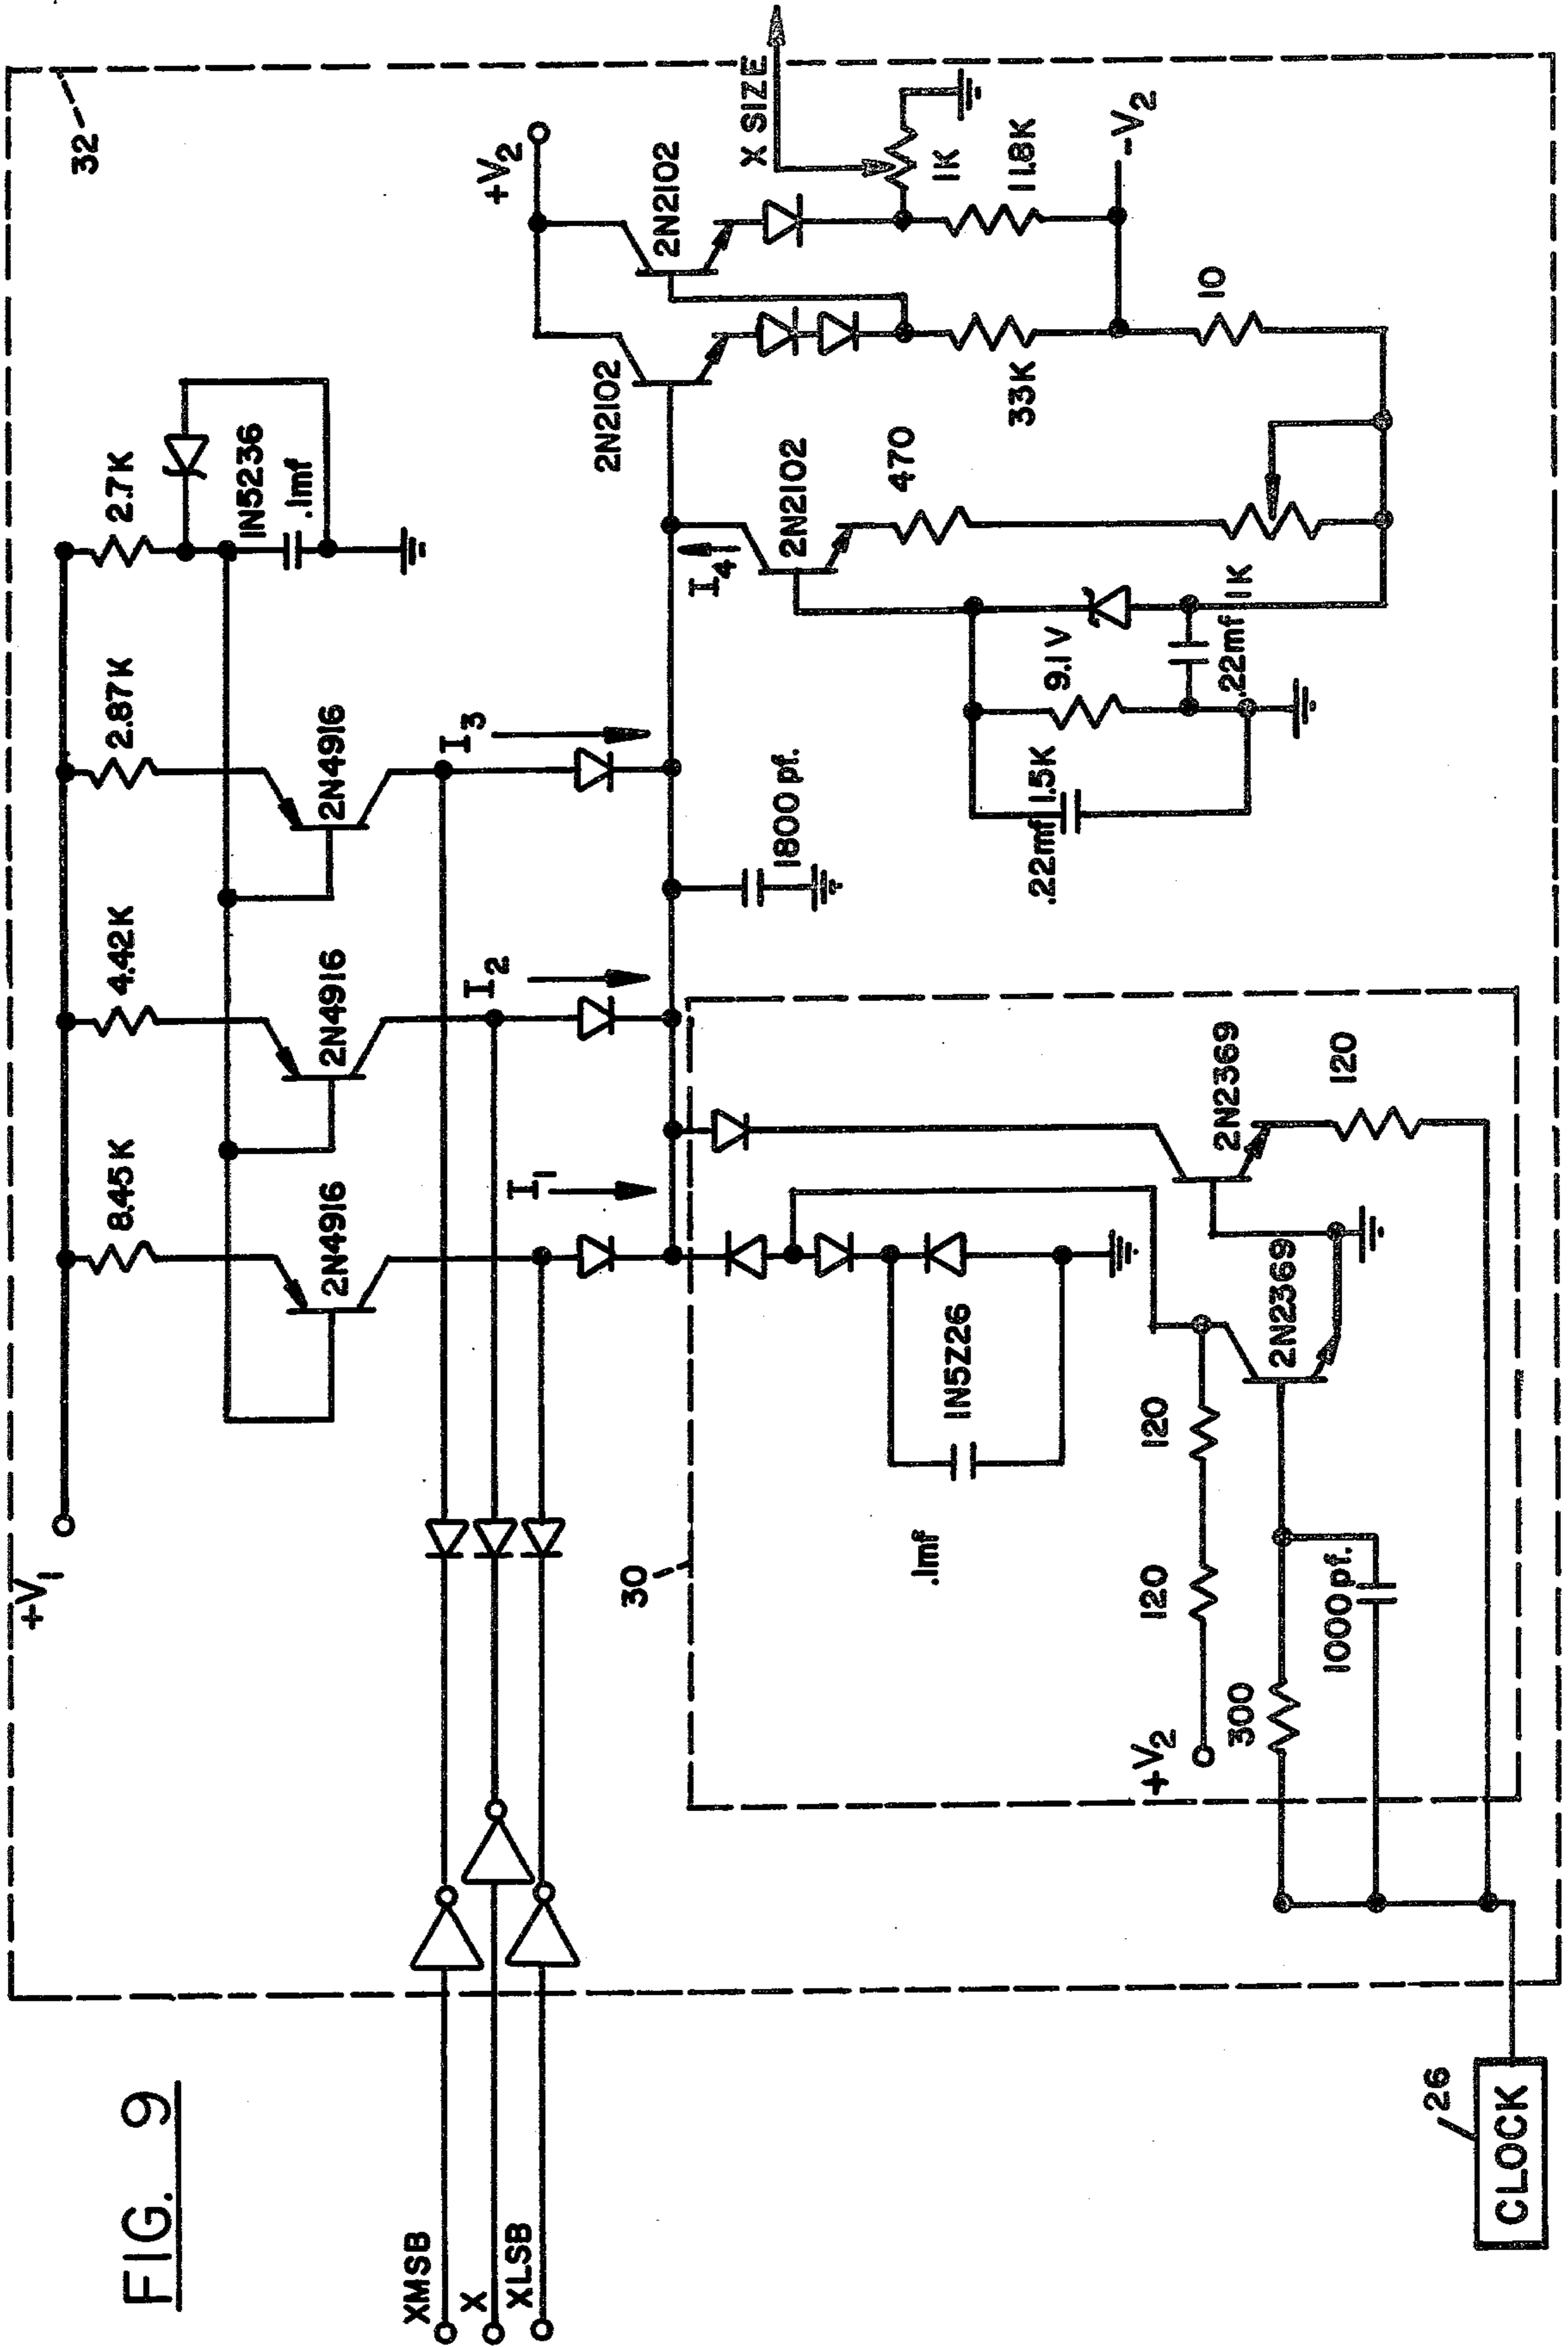 FIG. 9
32
+V1
+V2
8.45K
4.42K
2.87K
2.7K
1N5236
.1mf
2N4916
2N4916
2N4916
I1
I2
I3
I4
XMSB
X
XLSB
2N2102
2N2102
2N2102
X SIZE
1K
11.8K
-V2
33K
10
470
1K
9.1V
.22mf
1.5K
.22mf
1800pf.
30
1N5Z26
.1mf
2N2369
2N2369
120
120
120
+V2
300
1000pf.
26
CLOCK